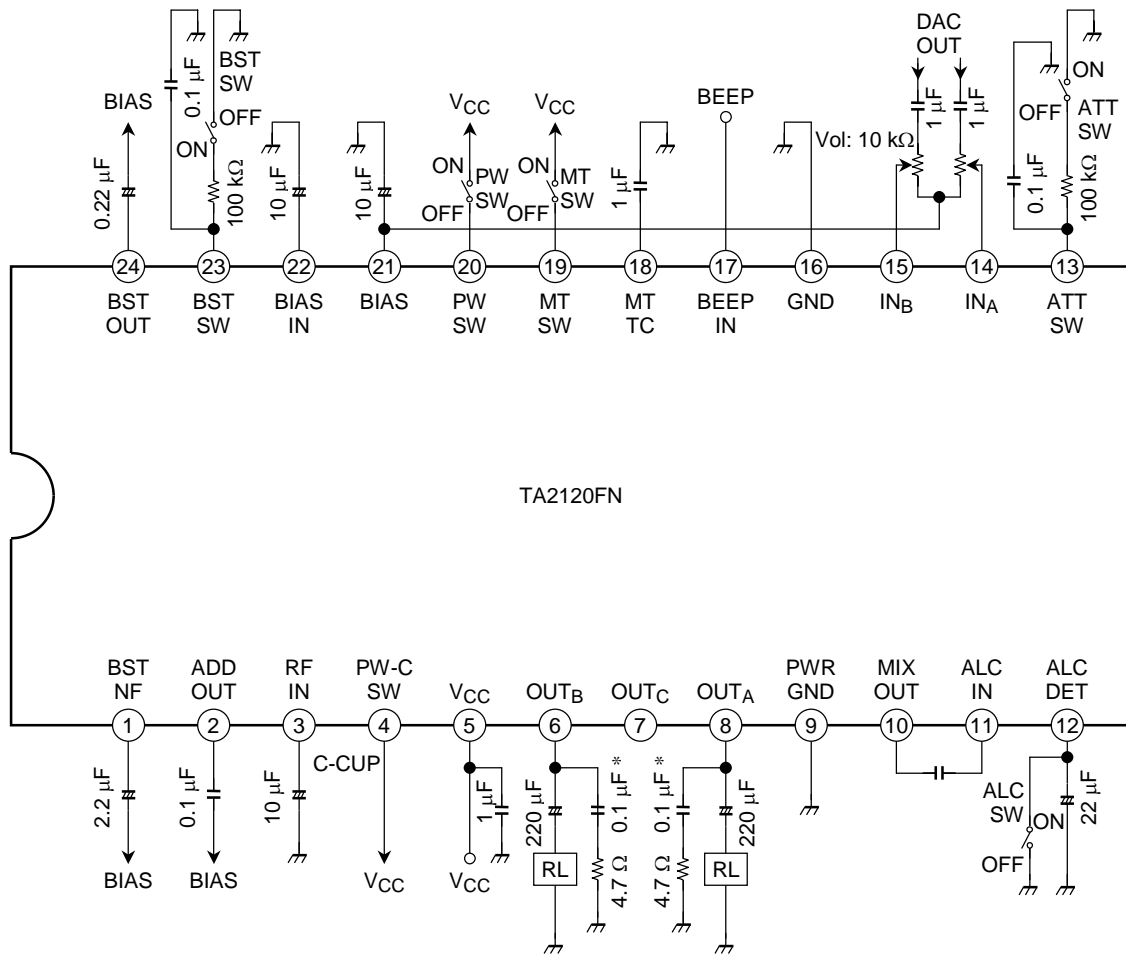 DAC
OUT
BST
SW
0.1 µF
OFF
ON
100 kΩ
BIAS
0.22 µF
10 µF
10 µF
VCC
ON
PW
SW
OFF
VCC
ON
MT
SW
OFF
1 µF
BEEP
Vol: 10 kΩ
1 µF
1 µF
0.1 µF
ON
OFF
ATT
SW
100 kΩ
24 23 22 21 20 19 18 17 16 15 14 13
BST
OUT
BST
SW
BIAS
IN
BIAS
PW
SW
MT
SW
MT
TC
BEEP
IN
GND
INB
INA
ATT
SW
TA2120FN
BST
NF
ADD
OUT
RF
IN
PW-C
SW
VCC
OUTB
OUTC
OUTA
PWR
GND
MIX
OUT
ALC
IN
ALC
DET
1 2 3 4 5 6 7 8 9 10 11 12
2.2 µF
BIAS
0.1 µF
BIAS
10 µF
C-CUP
VCC
1 µF
VCC
220 µF
RL
0.1 µF*
4.7 Ω
0.1 µF*
4.7 Ω
220 µF
RL
ALC
SW
ON
OFF
22 µF